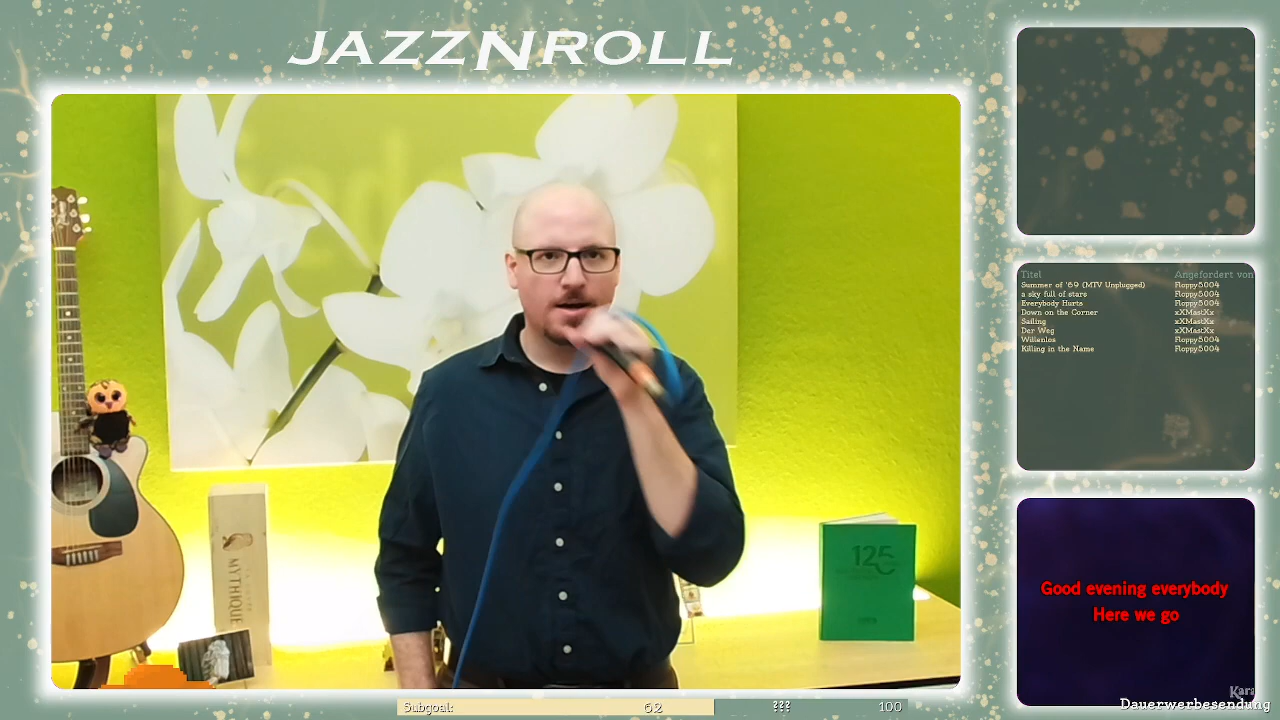 JAZZNROLL
Titel Angefordert von
Summer of '69 (MTV Unplugged) Floppy5004
a sky full of stars Floppy5004
Everybody Hurts Floppy5004
Down on the Corner xXMastXx
Sailing xXMastXx
Der Weg xXMastXx
Willenlos Floppy5004
Killing in the Name Floppy5004
MYTHIQUE
125
Good evening everybody
Here we go
Kara
Dauerwerbesendung
Subgoal: 62 ??? 100